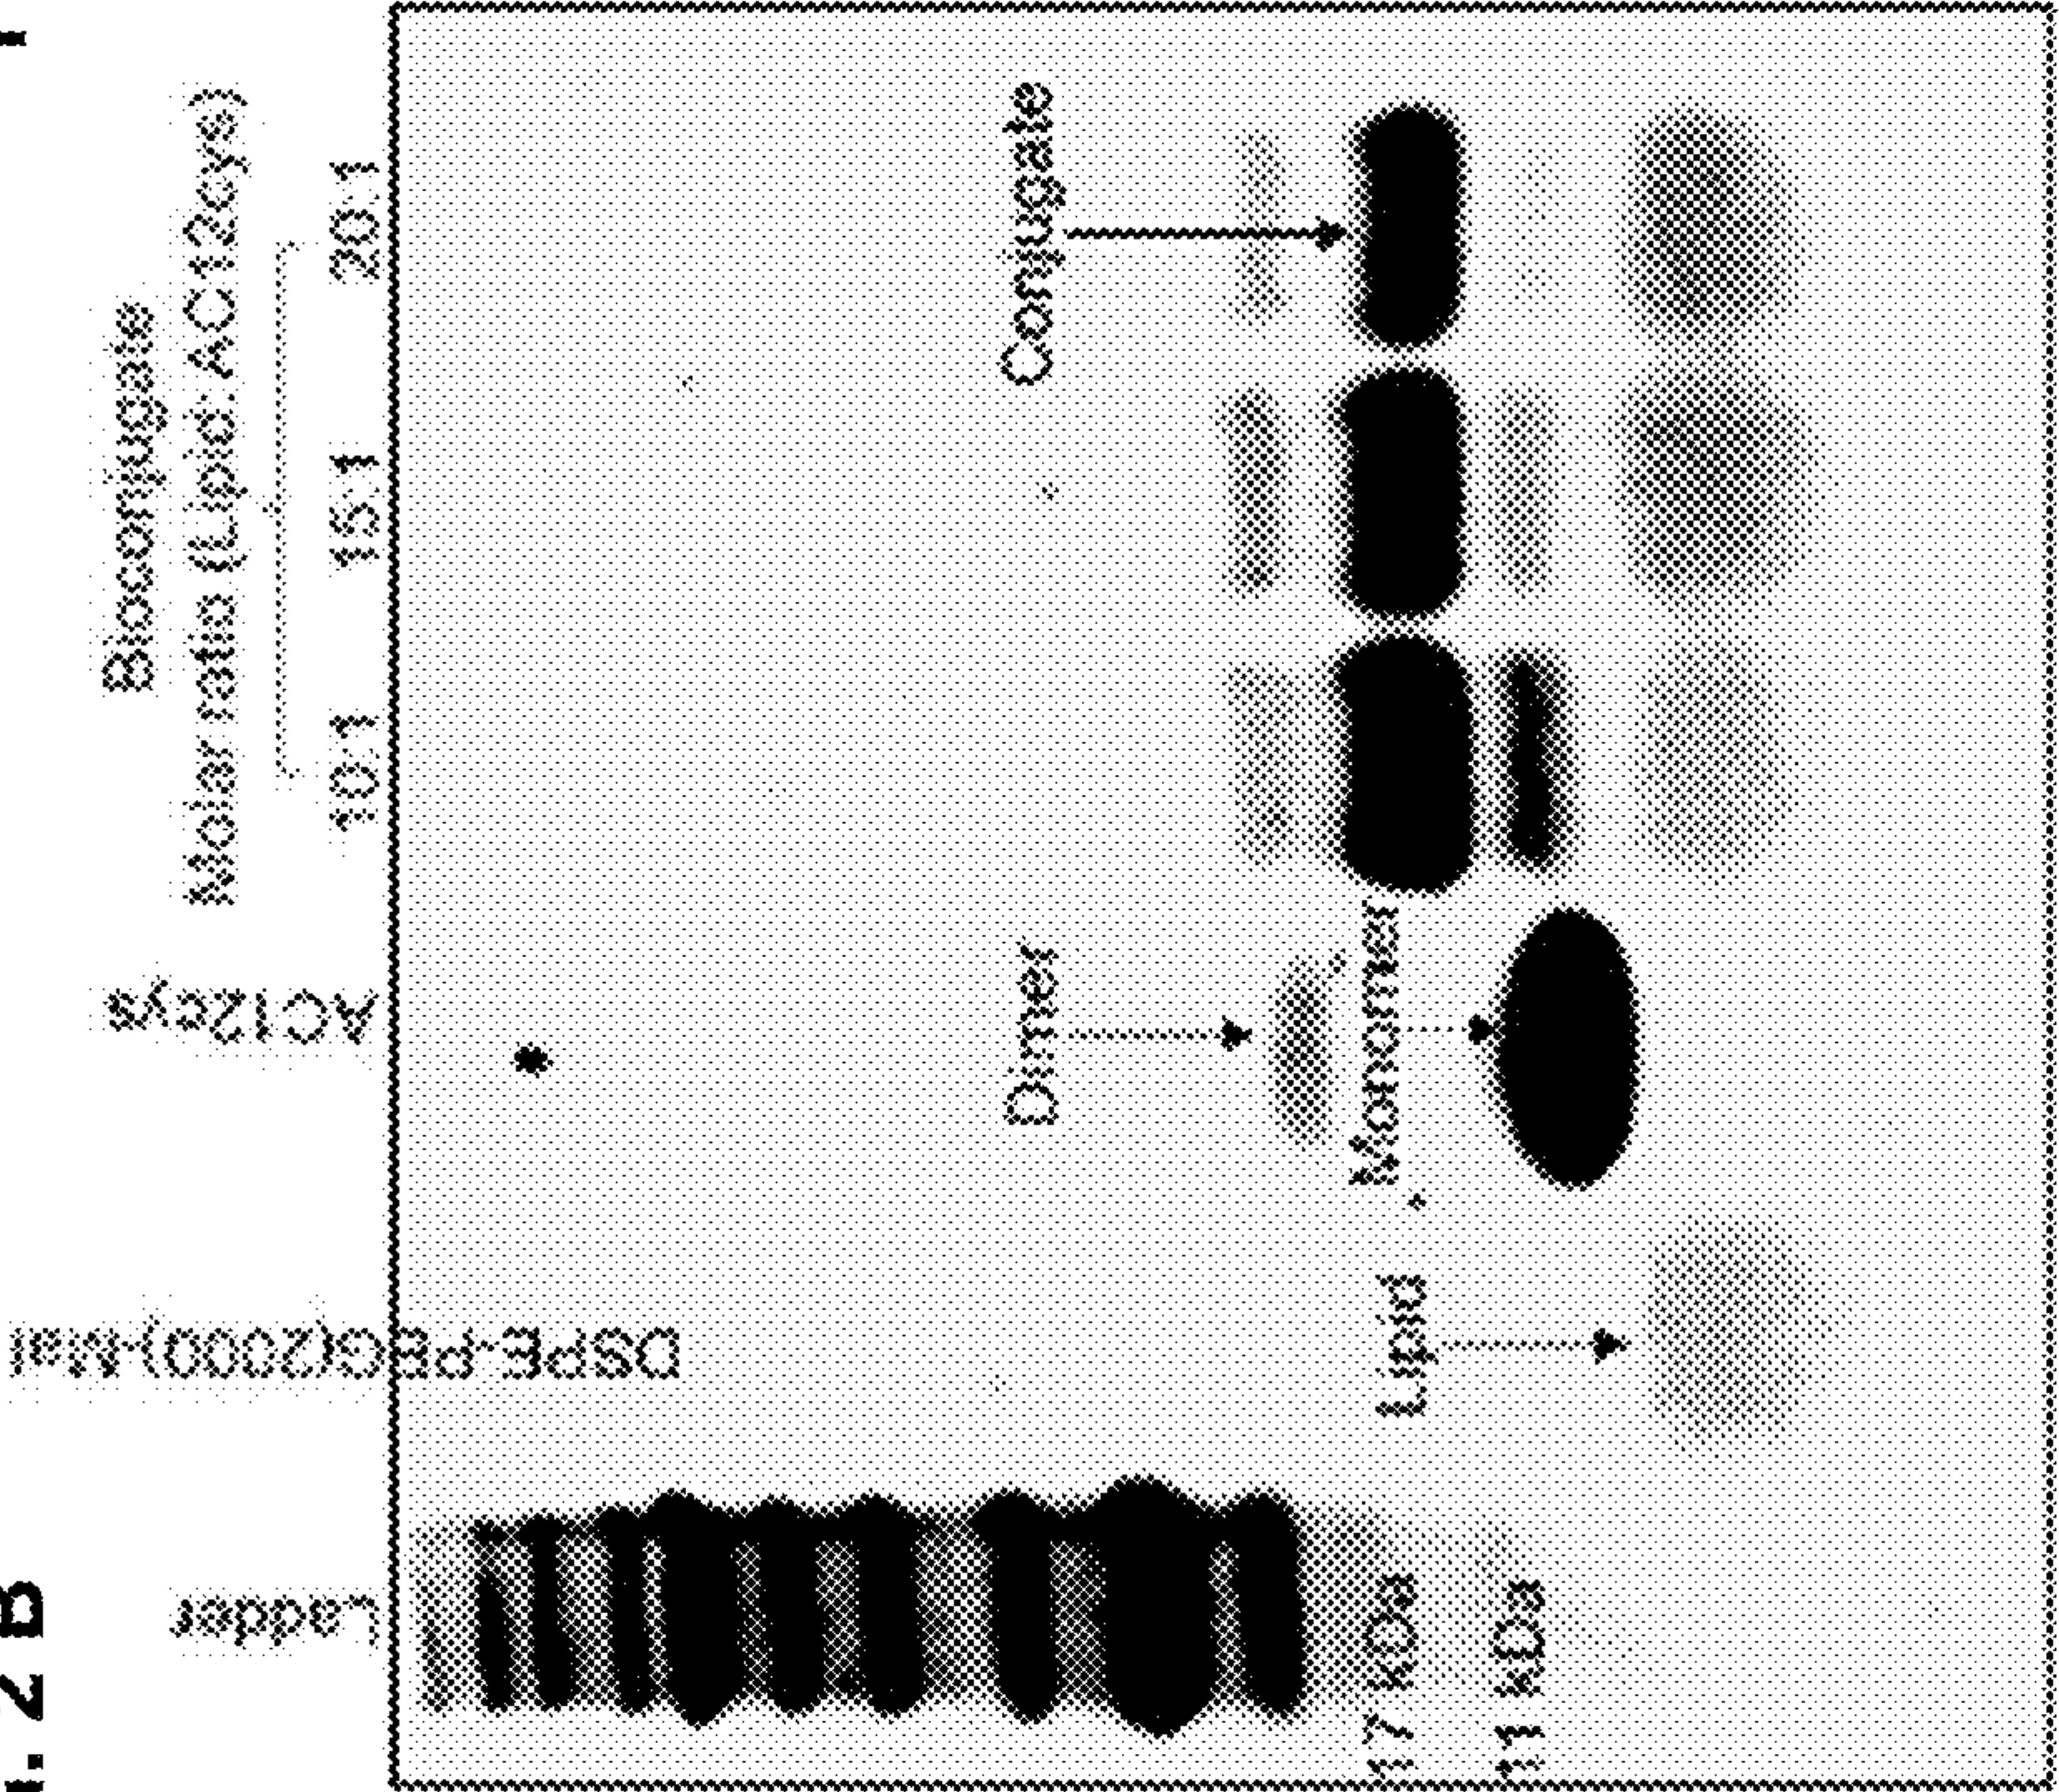 . 2 B
Ladder
DSPE-PEG(2000)-Mal
AC12cys
Bioconjugate
Molar ratio (Lipid:AC12cys)
10:1 15:1 20:1
*
Dimer
Conjugate
Monomer
Lipid
17 kDa
11 kDa